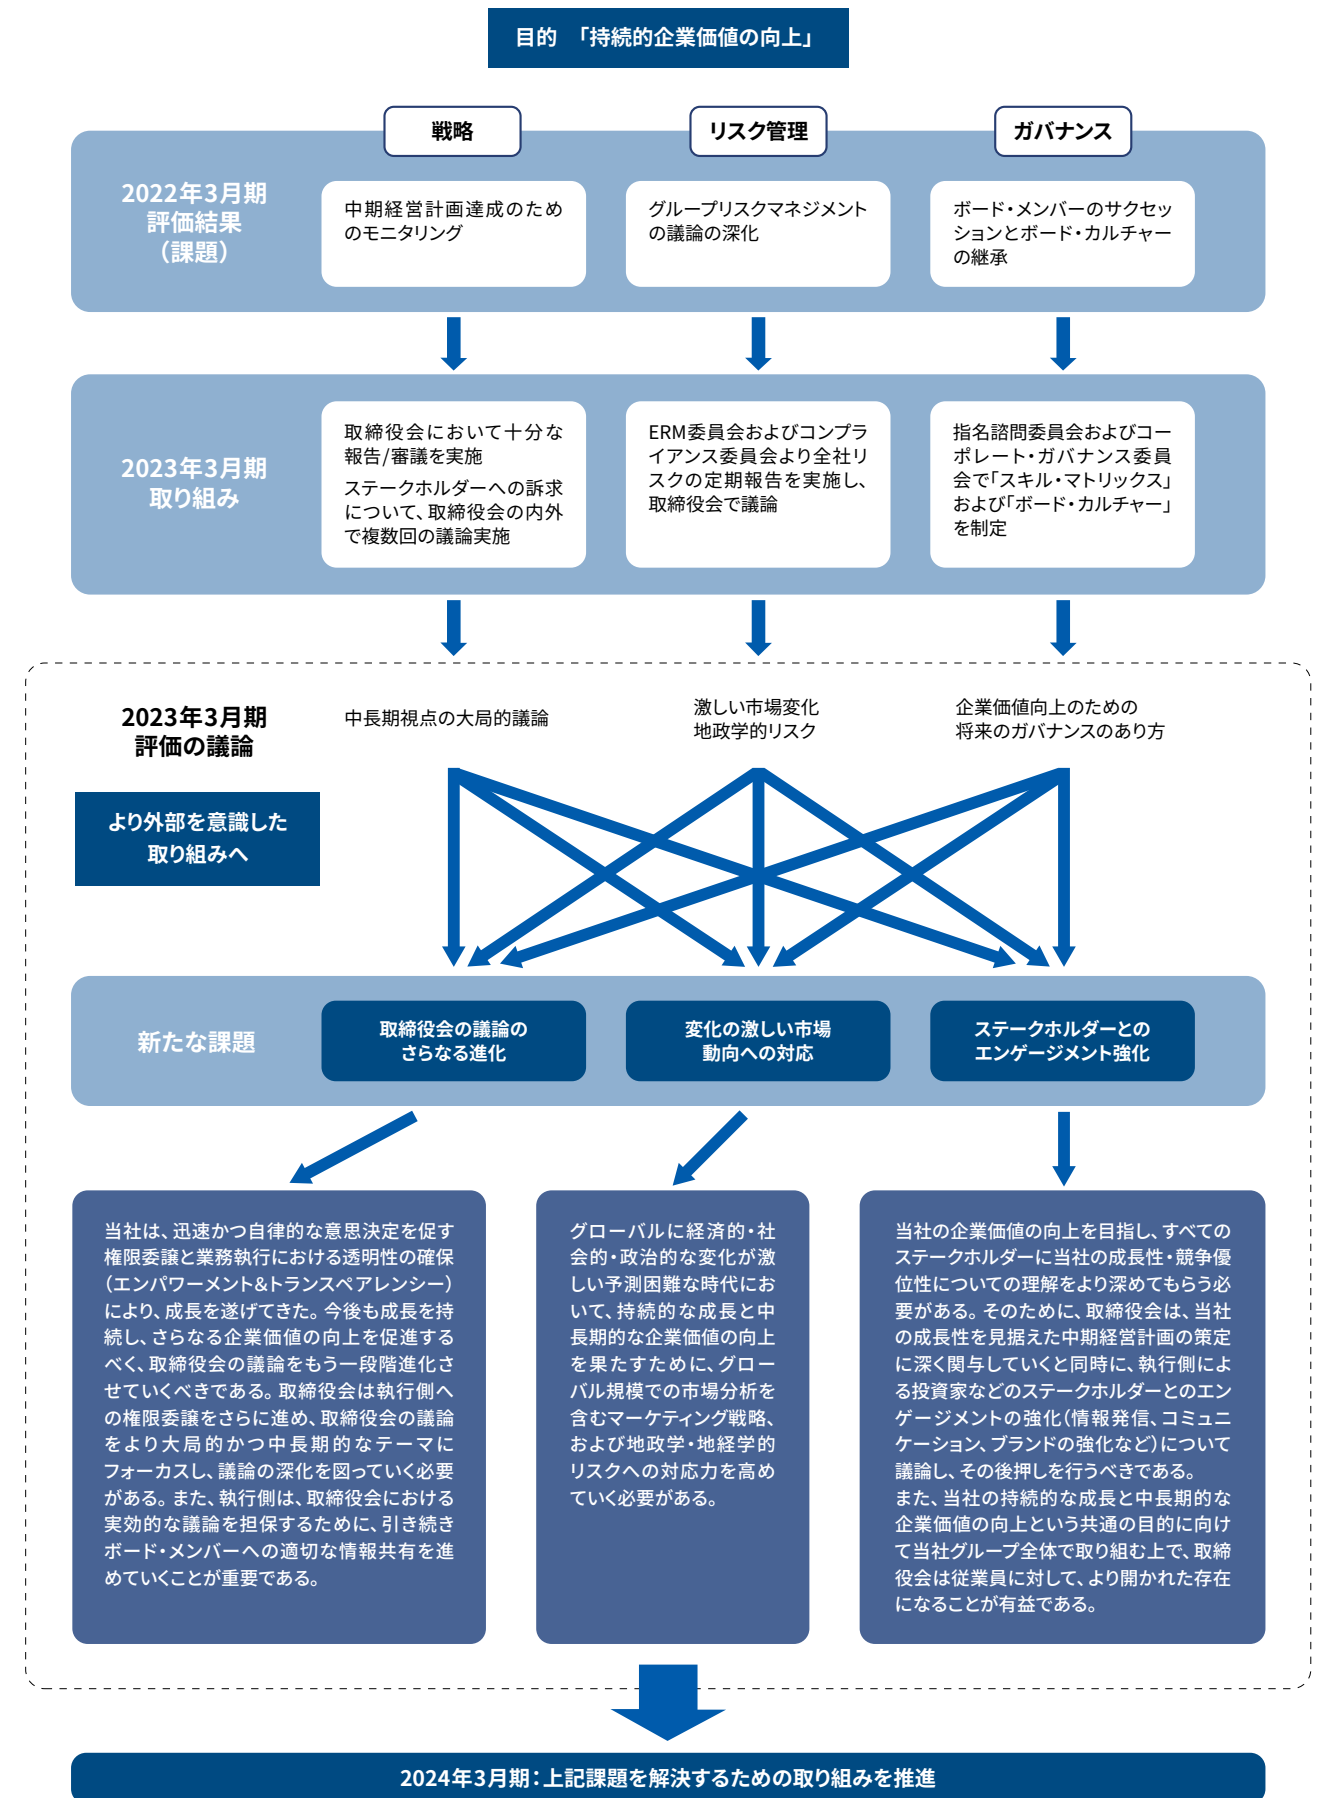 目的 「持続的企業価値の向上」
戦略
リスク管理
ガバナンス
2022年3月期
評価結果
（課題）
中期経営計画達成のため
のモニタリング
グループリスクマネジメント
の議論の深化
ボード・メンバーのサクセッ
ションとボード・カルチャー
の継承
2023年3月期
取り組み
取締役会において十分な
報告/審議を実施
ステークホルダーへの訴求
について、取締役会の内外
で複数回の議論実施
ERM委員会およびコンプラ
イアンス委員会より全社リ
スクの定期報告を実施し、
取締役会で議論
指名諮問委員会およびコー
ポレート・ガバナンス委員
会で「スキル・マトリックス」
および「ボード・カルチャー」
を制定
2023年3月期
評価の議論
中長期視点の大局的議論
激しい市場変化
地政学的リスク
企業価値向上のための
将来のガバナンスのあり方
より外部を意識した
取り組みへ
新たな課題
取締役会の議論の
さらなる進化
変化の激しい市場
動向への対応
ステークホルダーとの
エンゲージメント強化
当社は、迅速かつ自律的な意思決定を促す
権限委譲と業務執行における透明性の確保
（エンパワーメント&トランスペアレンシー）
により、成長を遂げてきた。今後も成長を持
続し、さらなる企業価値の向上を促進する
べく、取締役会の議論をもう一段階進化さ
せていくべきである。取締役会は執行側へ
の権限委譲をさらに進め、取締役会の議論
をより大局的かつ中長期的なテーマに
フォーカスし、議論の深化を図っていく必要
がある。また、執行側は、取締役会における
実効的な議論を担保するために、引き続き
ボード・メンバーへの適切な情報共有を進
めていくことが重要である。
グローバルに経済的・社
会的・政治的な変化が激
しい予測困難な時代にお
いて、持続的な成長と中
長期的な企業価値の向上
を果たすために、グロー
バル規模での市場分析を
含むマーケティング戦略、
および地政学・地経学的
リスクへの対応力を高め
ていく必要がある。
当社の企業価値の向上を目指し、すべての
ステークホルダーに当社の成長性・競争優
位性についての理解をより深めてもらう必
要がある。そのために、取締役会は、当社
の成長性を見据えた中期経営計画の策定
に深く関与していくと同時に、執行側によ
る投資家などのステークホルダーとのエン
ゲージメントの強化（情報発信、コミュニ
ケーション、ブランドの強化など）について
議論し、その後押しを行うべきである。
また、当社の持続的な成長と中長期的な
企業価値の向上という共通の目的に向け
て当社グループ全体で取り組む上で、取締
役会は従業員に対して、より開かれた存在
になることが有益である。
2024年3月期：上記課題を解決するための取り組みを推進